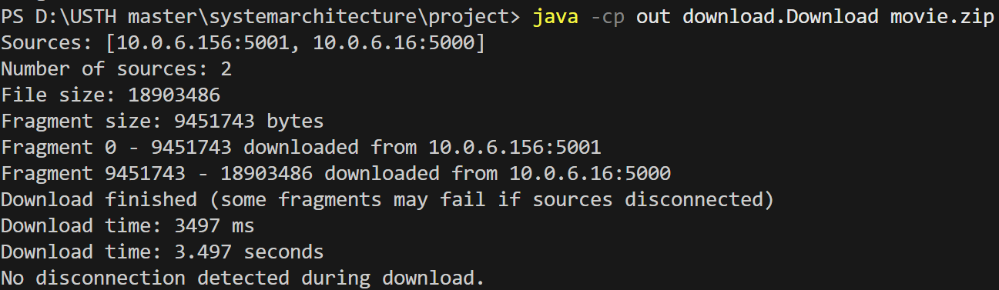 PS D:\USTH master\systemarchitecture\project> java -cp out download.Download movie.zip
Sources: [10.0.6.156:5001, 10.0.6.16:5000]
Number of sources: 2
File size: 18903486
Fragment size: 9451743 bytes
Fragment 0 - 9451743 downloaded from 10.0.6.156:5001
Fragment 9451743 - 18903486 downloaded from 10.0.6.16:5000
Download finished (some fragments may fail if sources disconnected)
Download time: 3497 ms
Download time: 3.497 seconds
No disconnection detected during download.